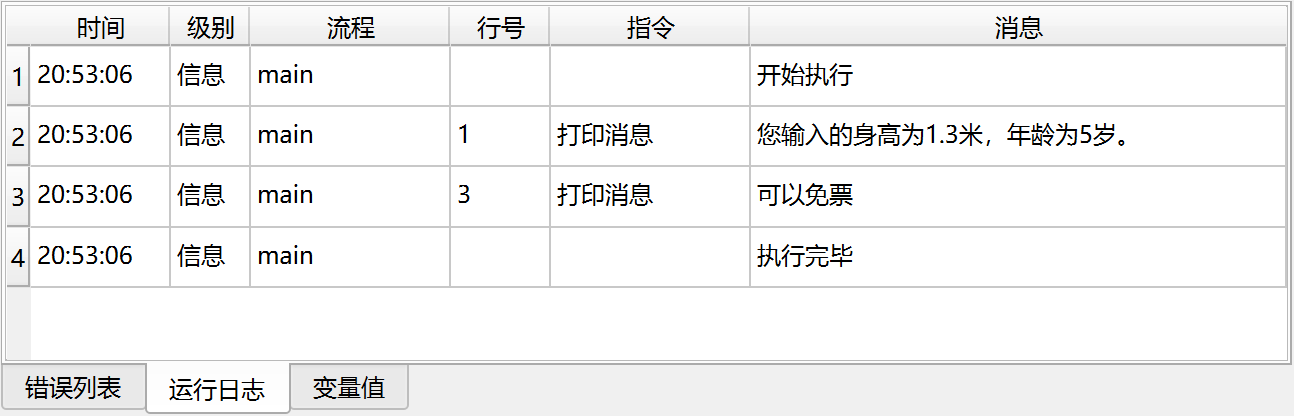 时间 级别 流程 行号 指令 消息
1 20:53:06 信息 main 开始执行
2 20:53:06 信息 main 1 打印消息 您输入的身高为1.3米，年龄为5岁。
3 20:53:06 信息 main 3 打印消息 可以免票
4 20:53:06 信息 main 执行完毕
错误列表 运行日志 变量值